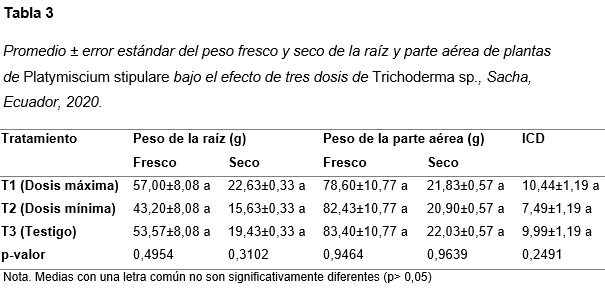 Tabla 3
Promedio ± error estándar del peso fresco y seco de la raíz y parte aérea de plantas
de Platymiscium stipulare bajo el efecto de tres dosis de Trichoderma sp., Sacha,
Ecuador, 2020.
Tratamiento Peso de la raíz (g) Peso de la parte aérea (g) ICD
Fresco Seco Fresco Seco
T1 (Dosis máxima) 57,00±8,08 a 22,63±0,33 a 78,60±10,77 a 21,83±0,57 a 10,44±1,19 a
T2 (Dosis mínima) 43,20±8,08 a 15,63±0,33 a 82,43±10,77 a 20,90±0,57 a 7,49±1,19 a
T3 (Testigo) 53,57±8,08 a 19,43±0,33 a 83,40±10,77 a 22,03±0,57 a 9,99±1,19 a
p-valor 0,4954 0,3102 0,9464 0,9639 0,2491
Nota. Medias con una letra común no son significativamente diferentes (p> 0,05)